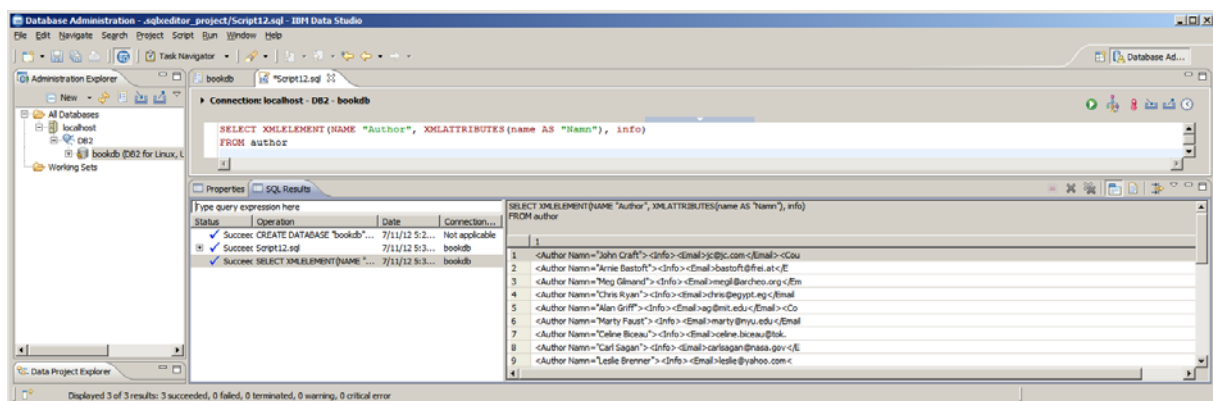 Database Administration - .sqlxeditor_project/Script12.sql - IBM Data Studio
File Edit Navigate Search Project Script Run Window Help
Task Navigator
Database Ad...
Administration Explorer
New
All Databases
localhost
DB2
bookdb (DB2 for Linux, L
Working Sets
Data Project Explorer
bookdb
*Script12.sql
Connection: localhost - DB2 - bookdb
SELECT XMLELEMENT(NAME "Author", XMLATTRIBUTES(name AS "Namn"), info)
FROM author
Properties
SQL Results
Type query expression here
Status Operation Date Connection...
Succeec CREATE DATABASE "bookdb"... 7/11/12 5:2... Not applicable
Succeec Script12.sql 7/11/12 5:3... bookdb
Succeec SELECT XMLELEMENT(NAME "... 7/11/12 5:3... bookdb
SELECT XMLELEMENT(NAME "Author", XMLATTRIBUTES(name AS "Namn"), info)
FROM author
1
1 <Author Namn="John Craft"><Info><Email>jc@jc.com</Email><Cou
2 <Author Namn="Arnie Bastoft"><Info><Email>bastoft@frei.at</E
3 <Author Namn="Meg Gilmand"><Info><Email>megil@archeo.org</Em
4 <Author Namn="Chris Ryan"><Info><Email>chris@egypt.eg</Email
5 <Author Namn="Alan Griff"><Info><Email>ag@mit.edu</Email><Co
6 <Author Namn="Marty Faust"><Info><Email>marty@nyu.edu</Email
7 <Author Namn="Celine Biceau"><Info><Email>celine.biceau@tok.
8 <Author Namn="Carl Sagan"><Info><Email>carlsagan@nasa.gov</E
9 <Author Namn="Leslie Brenner"><Info><Email>leslie@yahoo.com<
Displayed 3 of 3 results: 3 succeeded, 0 failed, 0 terminated, 0 warning, 0 critical error